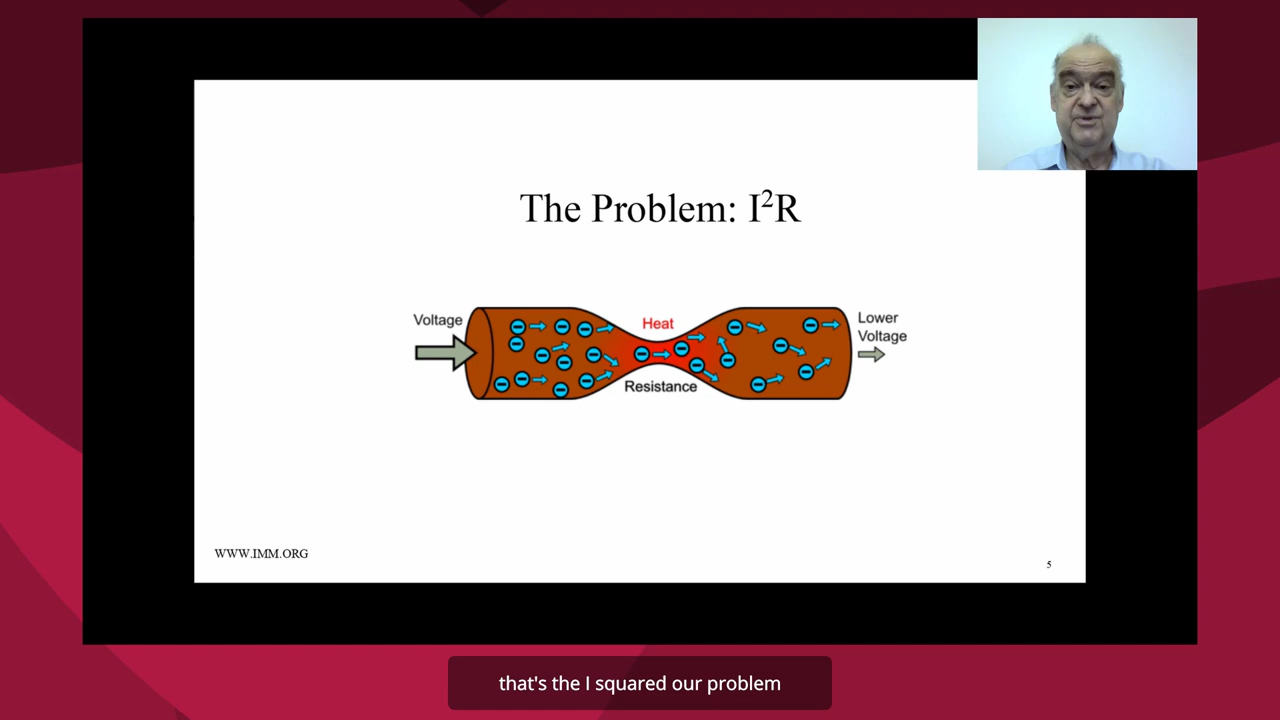 The Problem: I²R
Voltage
Heat
Resistance
Lower
Voltage
WWW.IMM.ORG
5
that's the I squared our problem